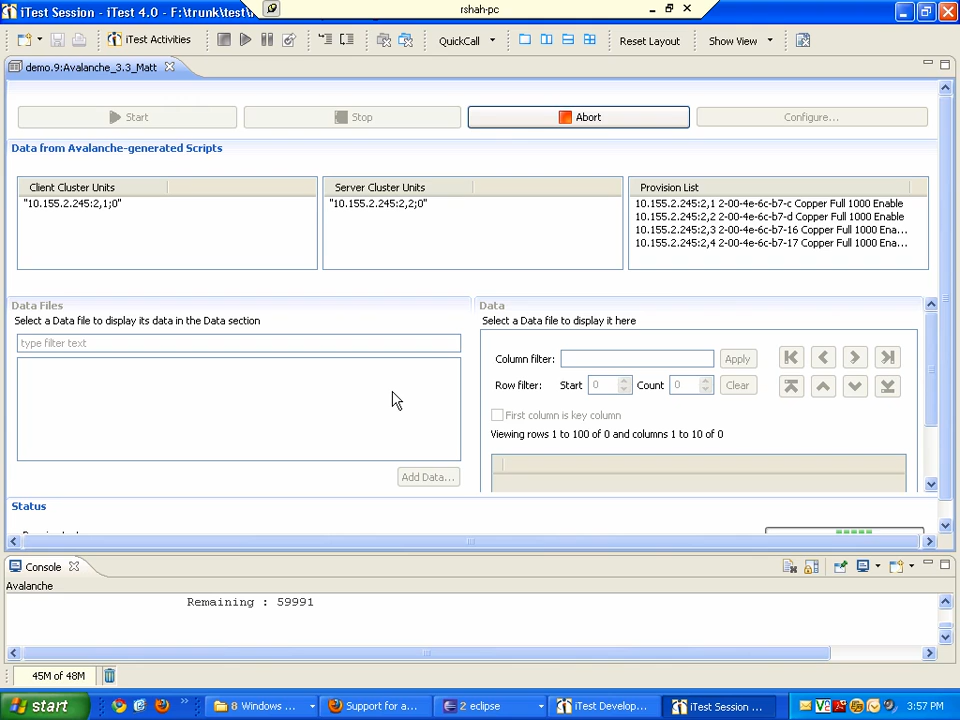 iTest Session - iTest 4.0 - F:\trunk\test\
rshah-pc
iTest Activities
QuickCall
Reset Layout
Show View
demo.9:Avalanche_3.3_Matt
Start
Stop
Abort
Configure...
Data from Avalanche-generated Scripts
Client Cluster Units
"10.155.2.245:2,1;0"
Server Cluster Units
"10.155.2.245:2,2;0"
Provision List
10.155.2.245:2,1 2-00-4e-6c-b7-c Copper Full 1000 Enable
10.155.2.245:2,2 2-00-4e-6c-b7-d Copper Full 1000 Enable
10.155.2.245:2,3 2-00-4e-6c-b7-16 Copper Full 1000 Ena...
10.155.2.245:2,4 2-00-4e-6c-b7-17 Copper Full 1000 Ena...
Data Files
Select a Data file to display its data in the Data section
type filter text
Add Data...
Data
Select a Data file to display it here
Column filter:
Apply
Row filter: Start 0 Count 0 Clear
First column is key column
Viewing rows 1 to 100 of 0 and columns 1 to 10 of 0
Status
Console
Avalanche
Remaining : 59991
45M of 48M
start
8 Windows ...
Support for a...
2 eclipse
iTest Develop...
iTest Session ...
3:57 PM